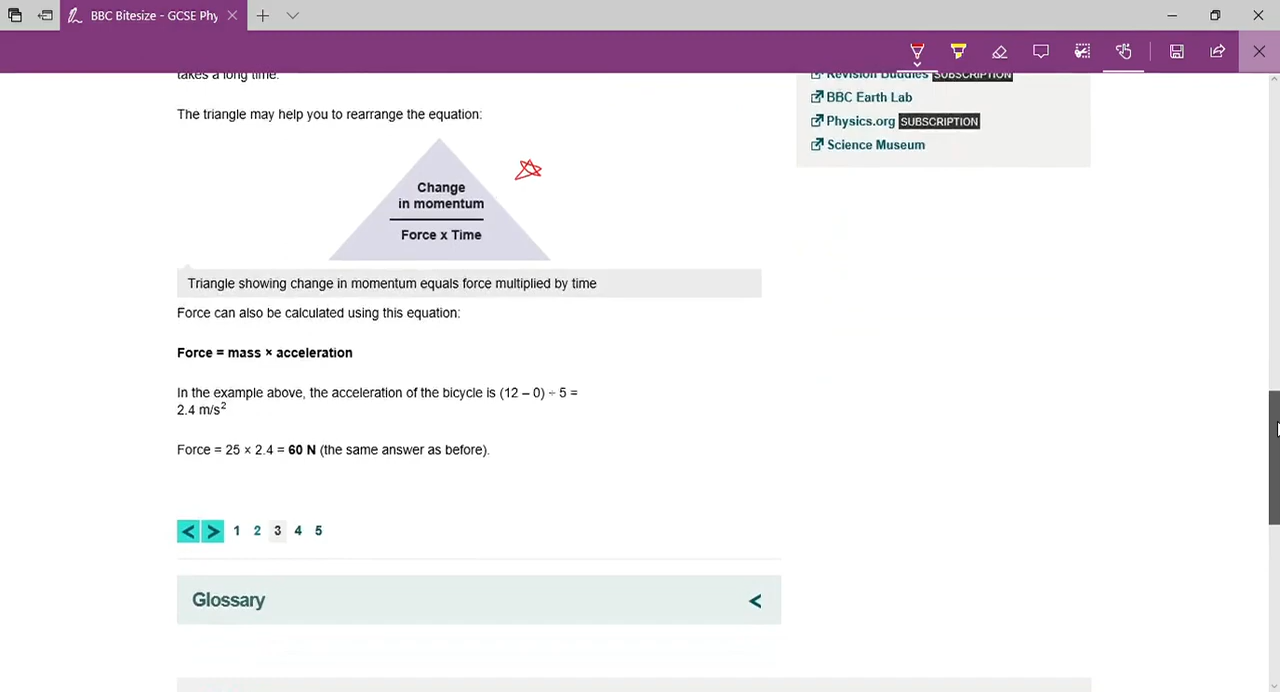 BBC Bitesize - GCSE Phy
takes a long time.
The triangle may help you to rearrange the equation:
Change
in momentum
Force x Time
Triangle showing change in momentum equals force multiplied by time
Force can also be calculated using this equation:
Force = mass × acceleration
In the example above, the acceleration of the bicycle is (12 – 0) ÷ 5 =
2.4 m/s²
Force = 25 × 2.4 = 60 N (the same answer as before).
< > 1 2 3 4 5
Glossary <
Revision Buddies SUBSCRIPTION
BBC Earth Lab
Physics.org SUBSCRIPTION
Science Museum